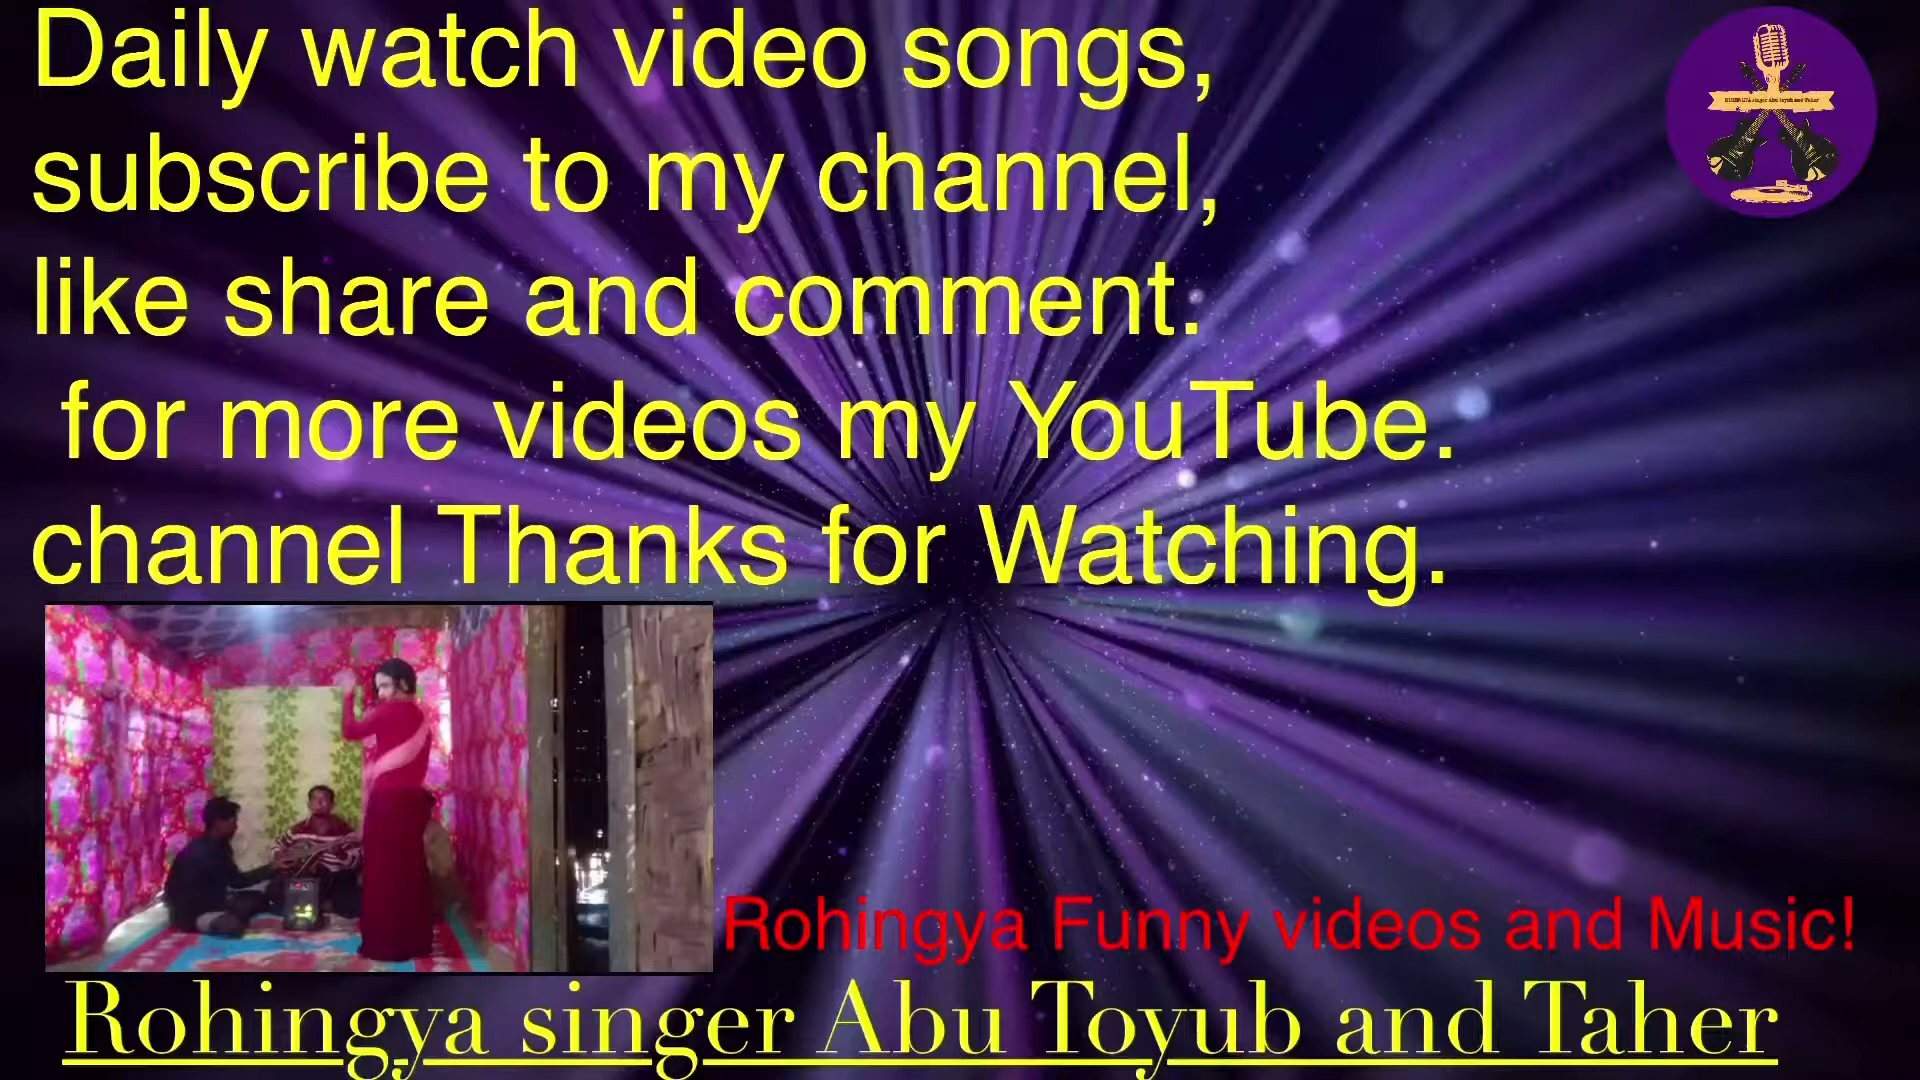 Daily watch video songs,
subscribe to my channel,
like share and comment.
for more videos my YouTube.
channel Thanks for Watching.
Rohingya Funny videos and Music!
Rohingya singer Abu Toyub and Taher